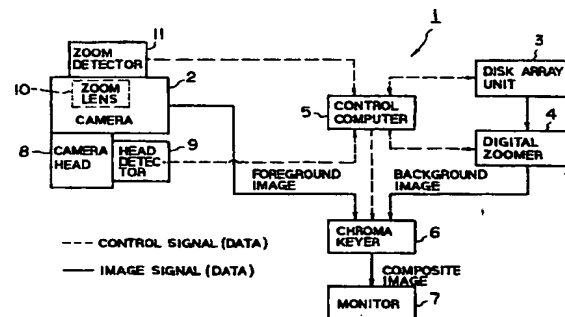 11
ZOOM
DETECTOR
2
10
ZOOM
LENS
CAMERA
8
CAMERA
HEAD
9
HEAD
DETEC-
TOR
1
3
DISK ARRAY
UNIT
5
CONTROL
COMPUTER
4
DIGITAL
ZOOMER
FOREGROUND
IMAGE
BACKGROUND
IMAGE
CHROMA
KEYER
6
COMPOSITE
IMAGE
MONITOR
7
CONTROL SIGNAL (DATA)
IMAGE SIGNAL (DATA)